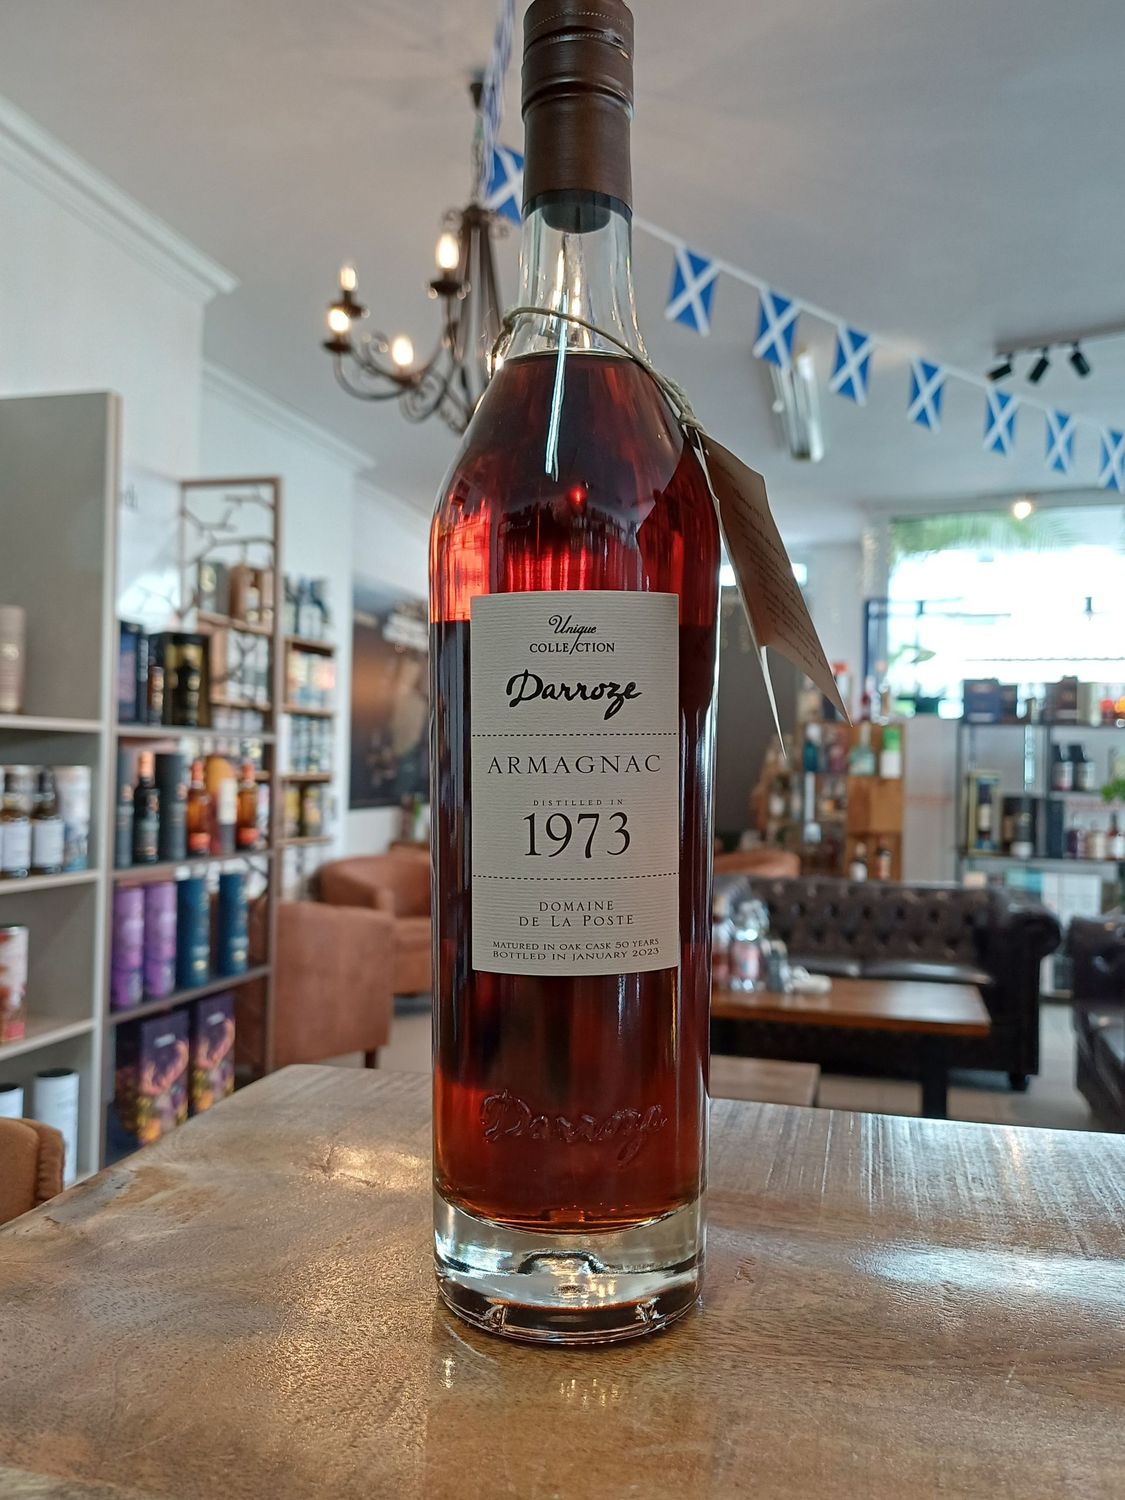 Unique
COLLECTION
Darroze
ARMAGNAC
DISTILLED IN
1973
DOMAINE
DE LA POSTE
MATURED IN OAK CASK 50 YEARS
BOTTLED IN JANUARY 2023
Darroze